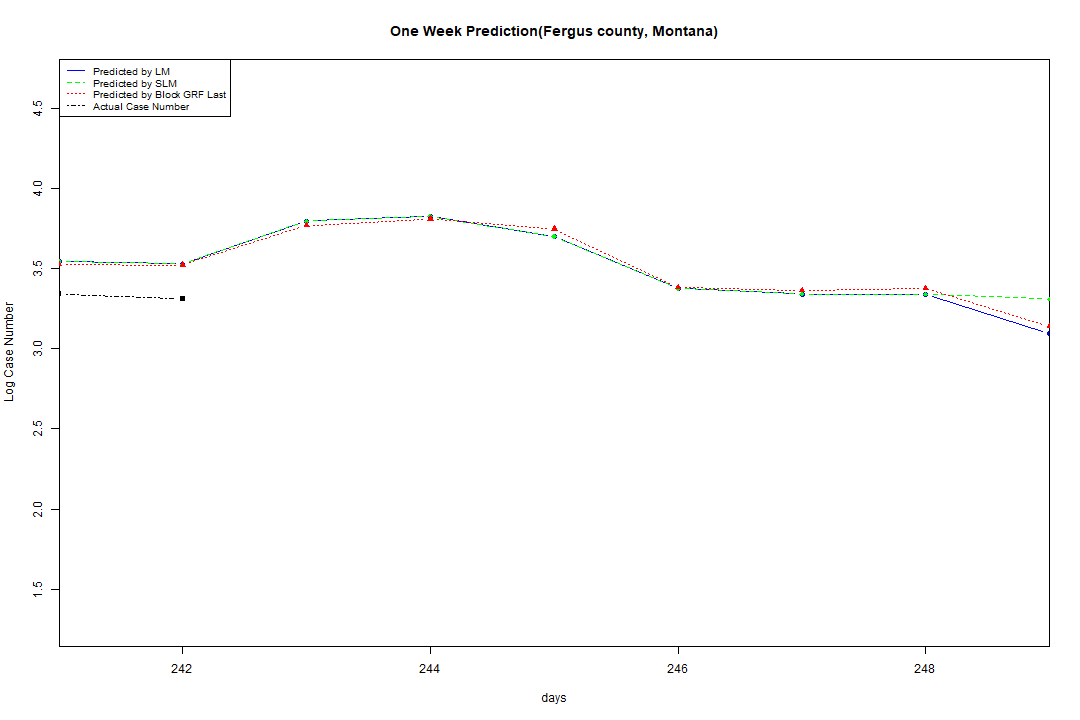 One Week Prediction(Fergus county, Montana)
Predicted by LM
Predicted by SLM
Predicted by Block GRF Last
Actual Case Number
4.5
4.0
3.5
3.0
2.5
2.0
1.5
Log Case Number
242
244
246
248
days